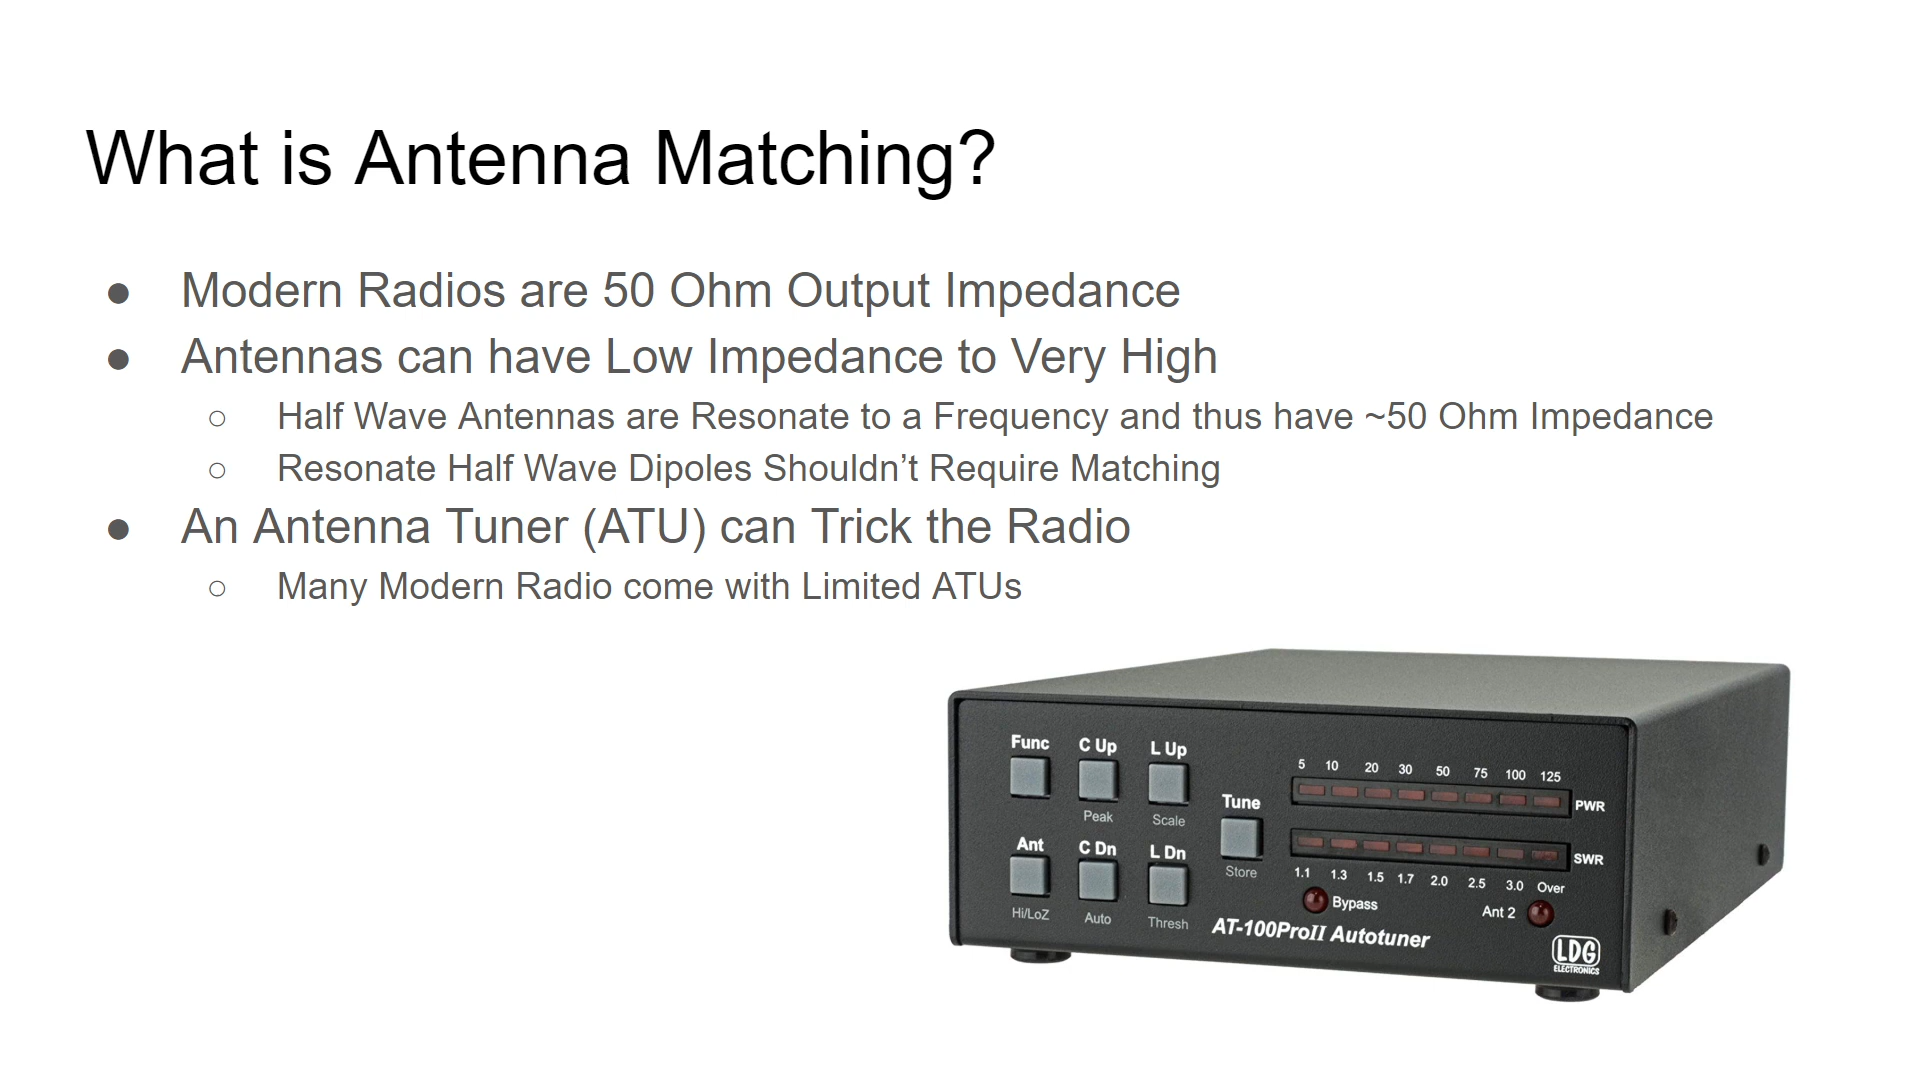 What is Antenna Matching?
● Modern Radios are 50 Ohm Output Impedance
● Antennas can have Low Impedance to Very High
○ Half Wave Antennas are Resonate to a Frequency and thus have ~50 Ohm Impedance
○ Resonate Half Wave Dipoles Shouldn’t Require Matching
● An Antenna Tuner (ATU) can Trick the Radio
○ Many Modern Radio come with Limited ATUs
Func C Up L Up
Peak Scale
Ant C Dn L Dn
Hi/LoZ Auto Thresh
Tune
Store
5 10 20 30 50 75 100 125
PWR
SWR
1.1 1.3 1.5 1.7 2.0 2.5 3.0 Over
Bypass Ant 2
AT-100ProII Autotuner
LDG
ELECTRONICS